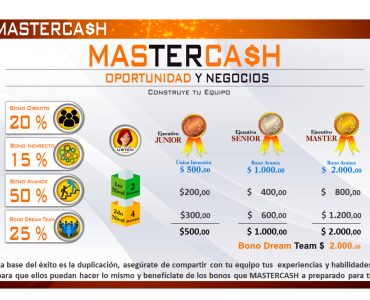 MASTERCA$H
MASTERCA$H
OPORTUNIDAD Y NEGOCIOS
CONSTRUYE TU EQUIPO
BONO DIRECTO
20 %
BONO INDIRECTO
15 %
BONO AVANCE
50 %
BONO DREAM TEAM
25 %
USTED
1er Nivel
2
2do Nivel
4
Ejecutivo
JUNIOR
Ejecutivo
SENIOR
Ejecutivo
MASTER
Única Inversión
$ 500.00
Bono Avance
$ 1.000.00
Bono Avance
$ 2.000.00
$200,00
$ 400,00
$ 800,00
$300,00
$ 600,00
$ 1.200,00
$500,00
$ 1.000,00
$ 2.000,00
Bono Dream Team $ 2.000.00
La base del éxito es la duplicación, asegúrate de compartir con tu equipo tus experiencias y habilidades
para que ellos puedan hacer lo mismo y benefíciate de los bonos que MASTERCASH a preparado para ti